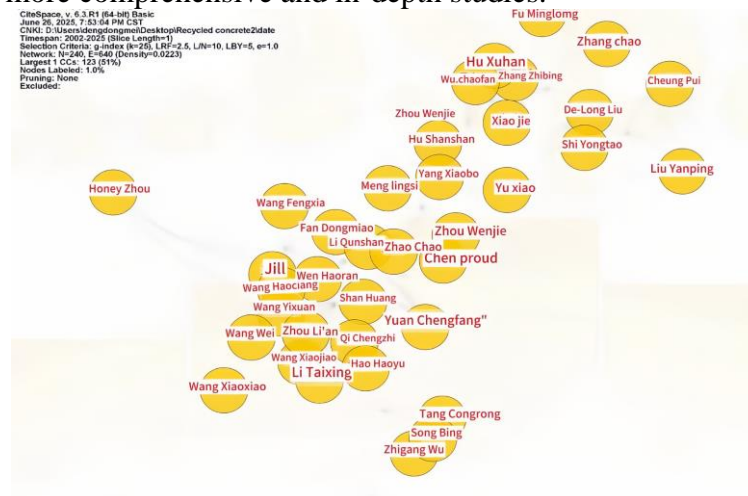 more comprehensive and in-depth studies.
CiteSpace, v. 6.3.R1 (64-bit) Basic
June 26, 2025, 7:53:04 PM CST
CNKI: D:\Users\dengdongmei\Desktop\Recycled concrete2\date
Timespan: 2002-2025 (Slice Length=1)
Selection Criteria: g-index (k=25), LRF=2.5, L/N=10, LBY=5, e=1.0
Network: N=240, E=640 (Density=0.0223)
Largest 1 CCs: 123 (51%)
Nodes Labeled: 1.0%
Pruning: None
Excluded:
Fu Minglomg
Zhang chao
Hu Xuhan
Wu.chaofan
Zhang Zhibing
Cheung Pui
De-Long Liu
Zhou Wenjie
Xiao jie
Hu Shanshan
Shi Yongtao
Liu Yanping
Yang Xiaobo
Honey Zhou
Meng lingsi
Yu xiao
Wang Fengxia
Fan Dongmiao
Zhou Wenjie
Li Qunshan
Zhao Chao
Chen proud
Jill
Wen Haoran
Wang Haociang
Shan Huang
Wang Yixuan
Yuan Chengfang"
Wang Wei
Zhou Li'an
Qi Chengzhi
Wang Xiaojiao
Hao Haoyu
Li Taixing
Wang Xiaoxiao
Tang Congrong
Song Bing
Zhigang Wu